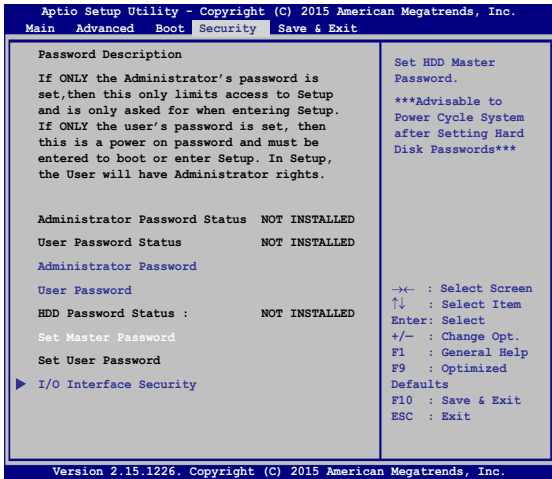 Aptio Setup Utility - Copyright (C) 2015 American Megatrends, Inc.
Main Advanced Boot Security Save & Exit
Password Description
If ONLY the Administrator's password is
set,then this only limits access to Setup
and is only asked for when entering Setup.
If ONLY the user's password is set, then
this is a power on password and must be
entered to boot or enter Setup. In Setup,
the User will have Administrator rights.
Administrator Password Status NOT INSTALLED
User Password Status NOT INSTALLED
Administrator Password
User Password
HDD Password Status : NOT INSTALLED
Set Master Password
Set User Password
I/O Interface Security
Set HDD Master
Password.
***Advisable to
Power Cycle System
after Setting Hard
Disk Passwords***
→← : Select Screen
↑↓ : Select Item
Enter: Select
+/— : Change Opt.
F1 : General Help
F9 : Optimized
Defaults
F10 : Save & Exit
ESC : Exit
Version 2.15.1226. Copyright (C) 2015 American Megatrends, Inc.